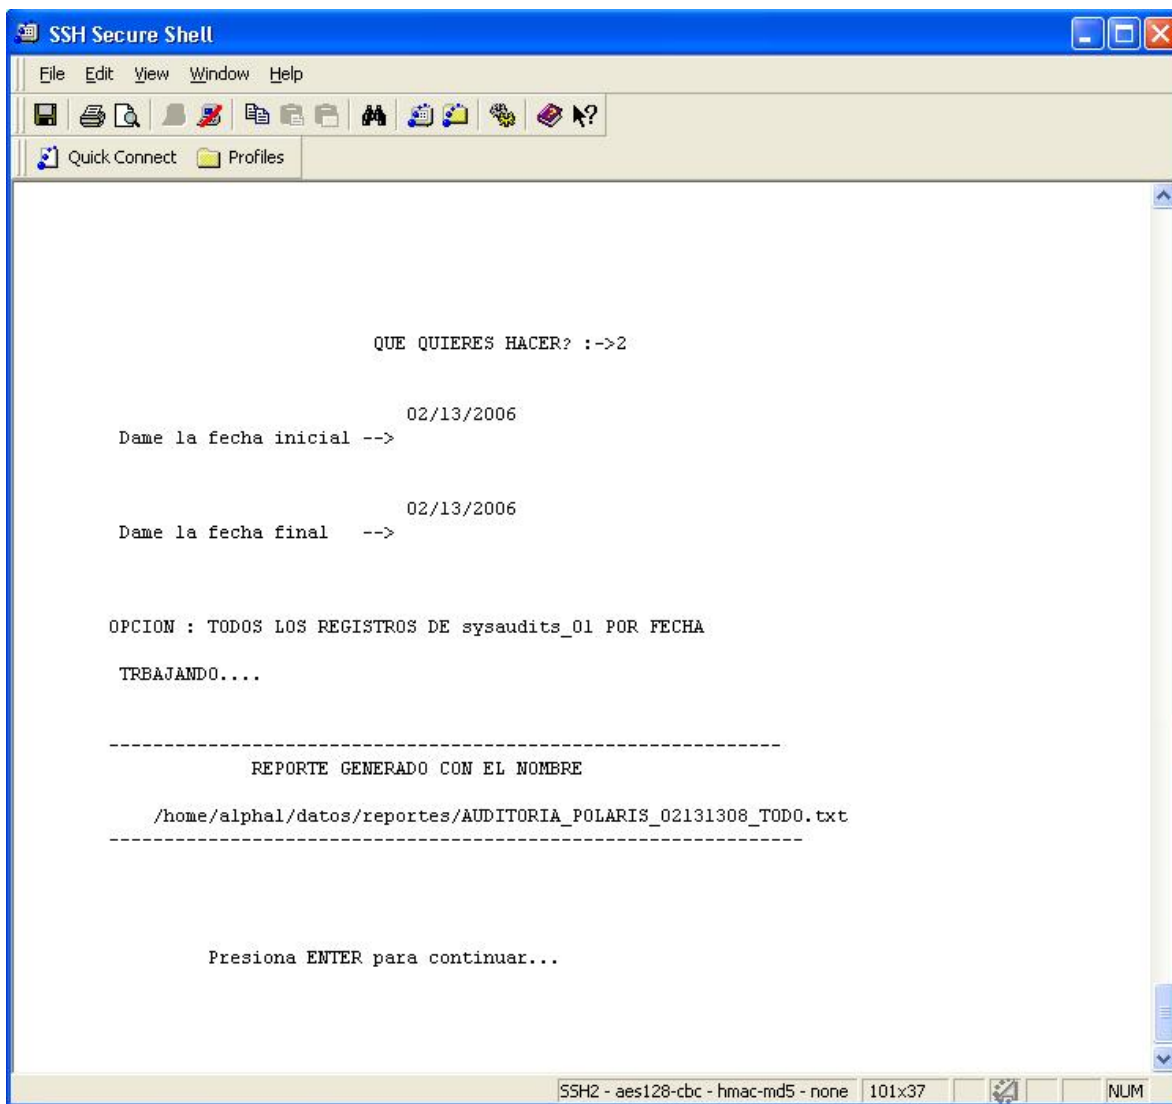 SSH Secure Shell
File Edit View Window Help
Quick Connect Profiles
QUE QUIERES HACER? :->2
02/13/2006
Dame la fecha inicial -->
02/13/2006
Dame la fecha final -->
OPCION : TODOS LOS REGISTROS DE sysaudits_01 POR FECHA
TRBAJANDO....
-------------------------------------------------------------
REPORTE GENERADO CON EL NOMBRE
/home/alphal/datos/reportes/AUDITORIA_POLARIS_02131308_TODO.txt
---------------------------------------------------------------
Presiona ENTER para continuar...
SSH2 - aes128-cbc - hmac-md5 - none 101x37 NUM